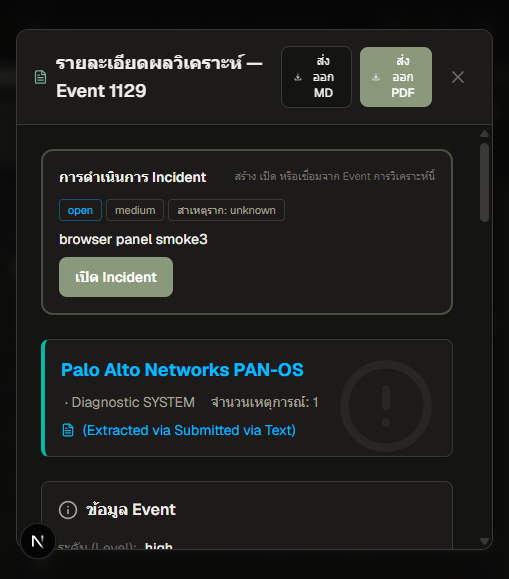 รายละเอียดผลวิเคราะห์ —
Event 1129
ส่ง
ออก
MD
ส่ง
ออก
PDF
การดำเนินการ Incident
สร้าง เปิด หรือเชื่อมจาก Event การวิเคราะห์นี้
open
medium
สาเหตุราก: unknown
browser panel smoke3
เปิด Incident
Palo Alto Networks PAN-OS
· Diagnostic SYSTEM จำนวนเหตุการณ์: 1
(Extracted via Submitted via Text)
ข้อมูล Event
N
ระดับ (Level): high